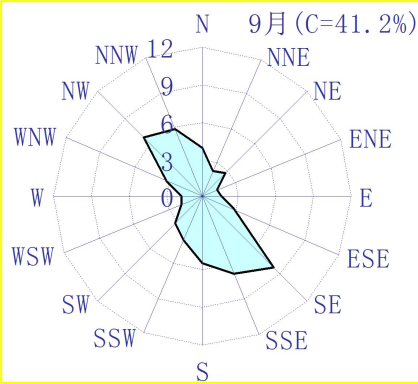 N
9月(C=41.2%)
NNW
12
NNE
NW
9
NE
6
WNW
ENE
3
W
0
E
WSW
ESE
SW
SE
SSW
SSE
S